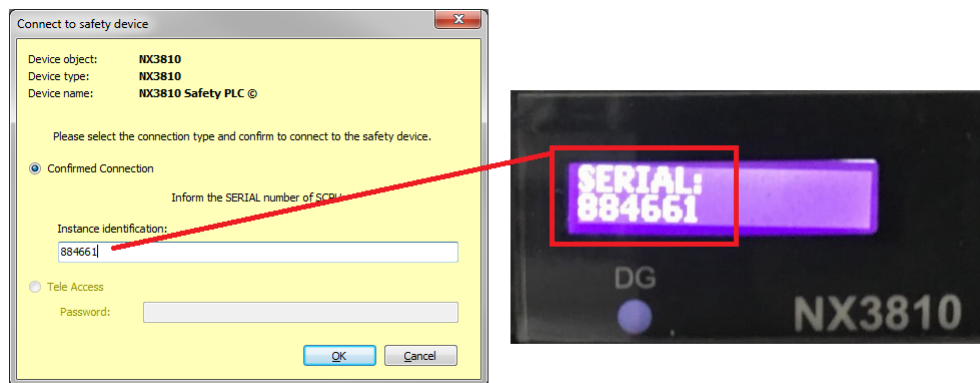 Connect to safety device
Device object: NX3810
Device type: NX3810
Device name: NX3810 Safety PLC ©
Please select the connection type and confirm to connect to the safety device.
Confirmed Connection
Inform the SERIAL number of SCPU
Instance identification:
884661
Tele Access
Password:
OK Cancel
SERIAL:
884661
DG
NX3810